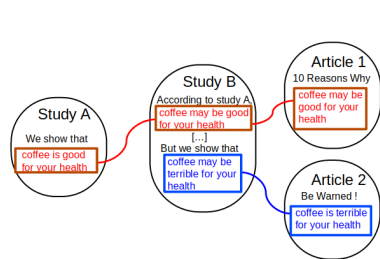 Study A
We show that
coffee is good
for your health
Study B
According to study A,
coffee may be good
for your health
[...]
But we show that
coffee may be
terrible for your
health
Article 1
10 Reasons Why
coffee may be
good for your
health
Article 2
Be Warned !
coffee is terrible
for your health